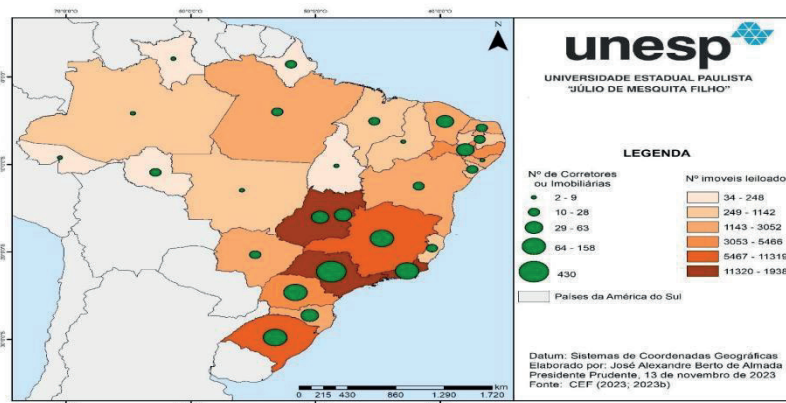 unesp
UNIVERSIDADE ESTADUAL PAULISTA
"JÚLIO DE MESQUITA FILHO"
N
LEGENDA
Nº de Corretores
ou Imobiliárias
2 - 9
10 - 28
29 - 63
64 - 158
430
Países da América do Sul
Nº imoveis leiloado
34 - 248
249 - 1142
1143 - 3052
3053 - 5466
5467 - 11319
11320 - 1938
km
0 215 430 860 1.290 1.720
Datum: Sistemas de Coordenadas Geográficas
Elaborado por: José Alexandre Berto de Almada
Presidente Prudente, 13 de novembro de 2023
Fonte: CEF (2023; 2023b)